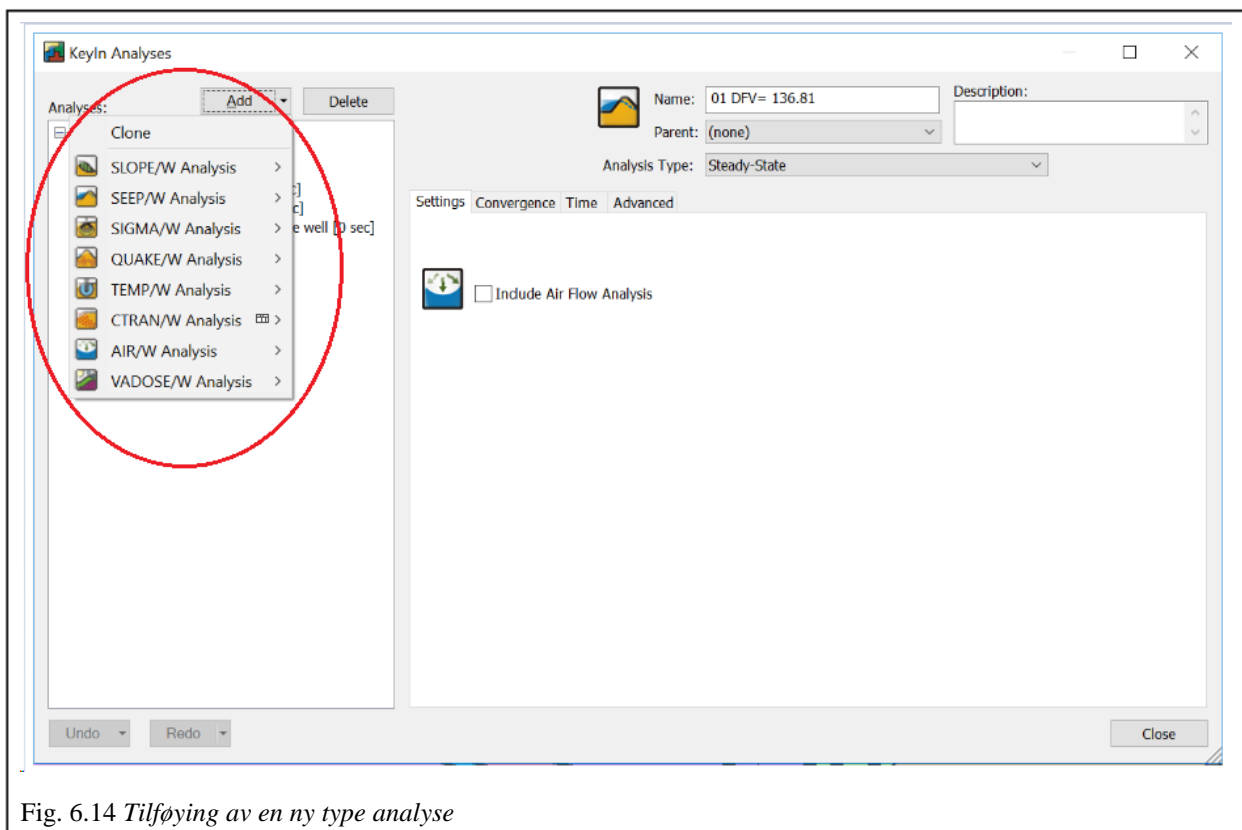 KeyIn Analyses
Analyses:
Add
Delete
Clone
SLOPE/W Analysis
SEEP/W Analysis
SIGMA/W Analysis
QUAKE/W Analysis
TEMP/W Analysis
CTRAN/W Analysis
AIR/W Analysis
VADOSE/W Analysis
c]
e well [0 sec]
Name: 01 DFV= 136.81
Parent: (none)
Analysis Type: Steady-State
Description:
Settings Convergence Time Advanced
Include Air Flow Analysis
Undo
Redo
Close
Fig. 6.14 Tilføying av en ny type analyse